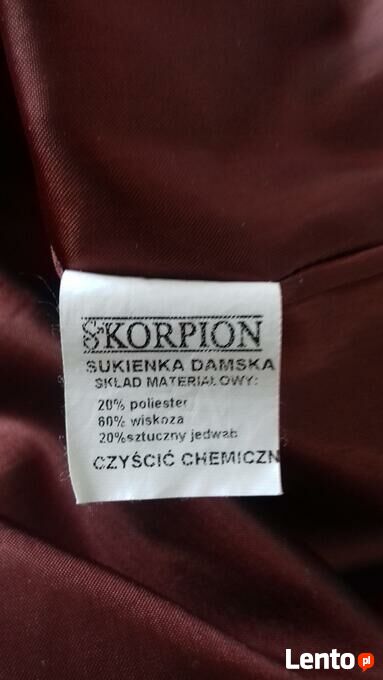 SKORPION
SUKIENKA DAMSKA
SKŁAD MATERIAŁOWY:
20% poliester
60% wiskoza
20%sztuczny jedwab
CZYŚCIĆ CHEMICZN
Lento.pl